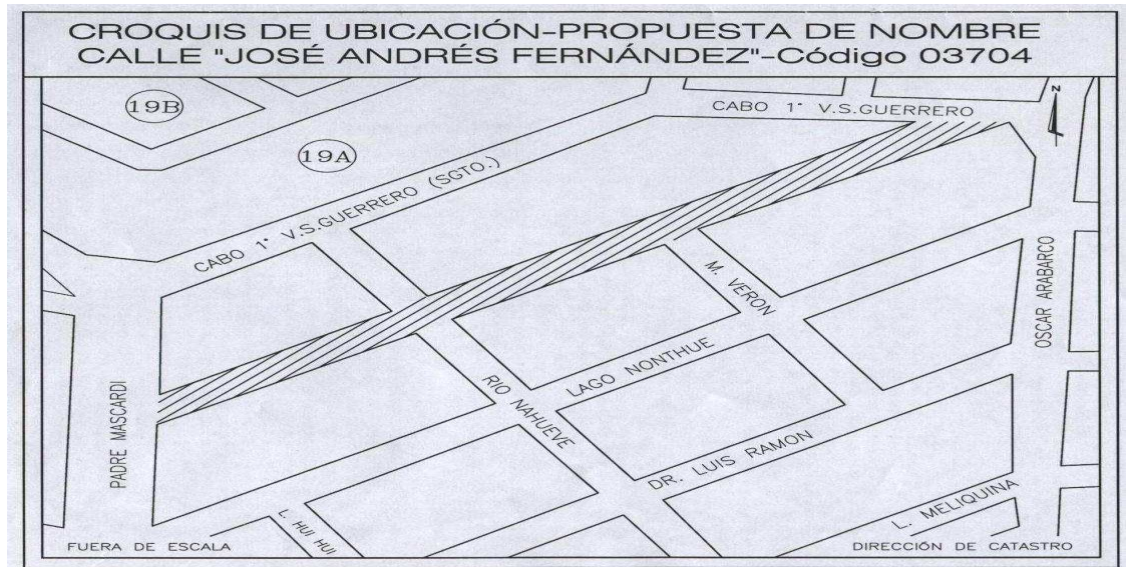 CROQUIS DE UBICACIÓN-PROPUESTA DE NOMBRE
CALLE "JOSÉ ANDRÉS FERNÁNDEZ"-Código 03704
19B
CABO 1° V.S.GUERRERO
N
19A
CABO 1° V.S.GUERRERO (SGTO.)
M. VERON
OSCAR ARABARCO
LAGO NONTHUE
RIO NAHUEVE
PADRE MASCARDI
DR. LUIS RAMON
L. MELIQUINA
L. HUI HUI
FUERA DE ESCALA
DIRECCIÓN DE CATASTRO